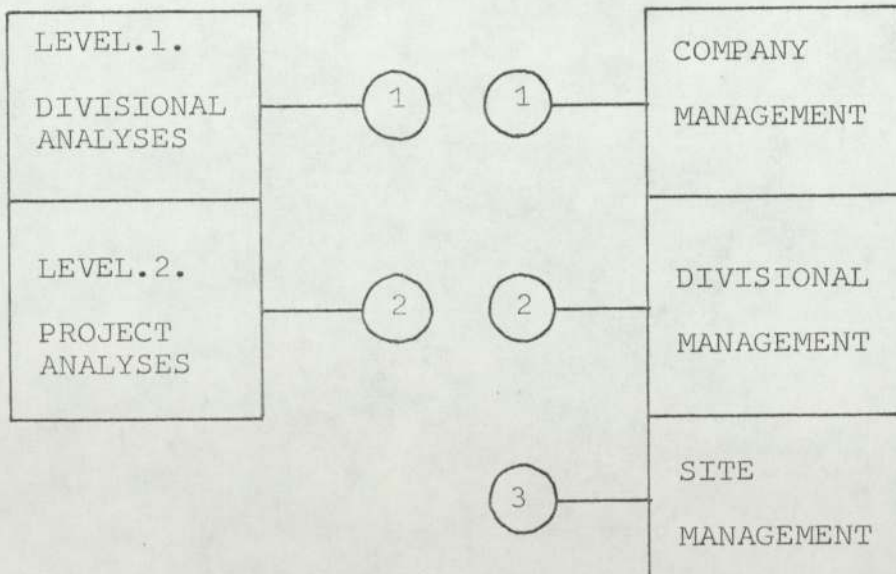 LEVEL.1.
DIVISIONAL
ANALYSES
1
LEVEL.2.
PROJECT
ANALYSES
2
1
COMPANY
MANAGEMENT
2
DIVISIONAL
MANAGEMENT
3
SITE
MANAGEMENT